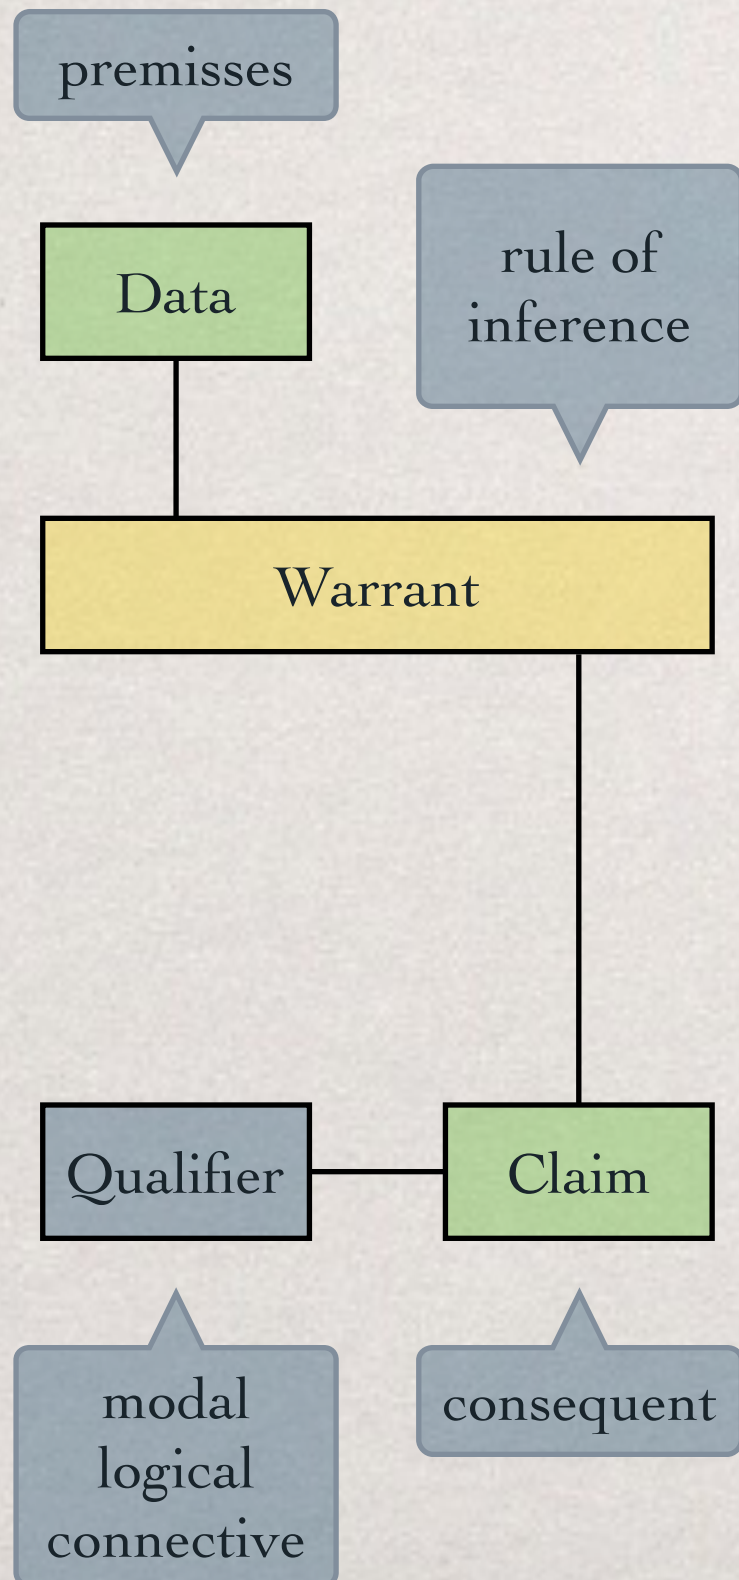 premisses
Data
rule of
inference
Warrant
Qualifier
Claim
modal
logical
connective
consequent